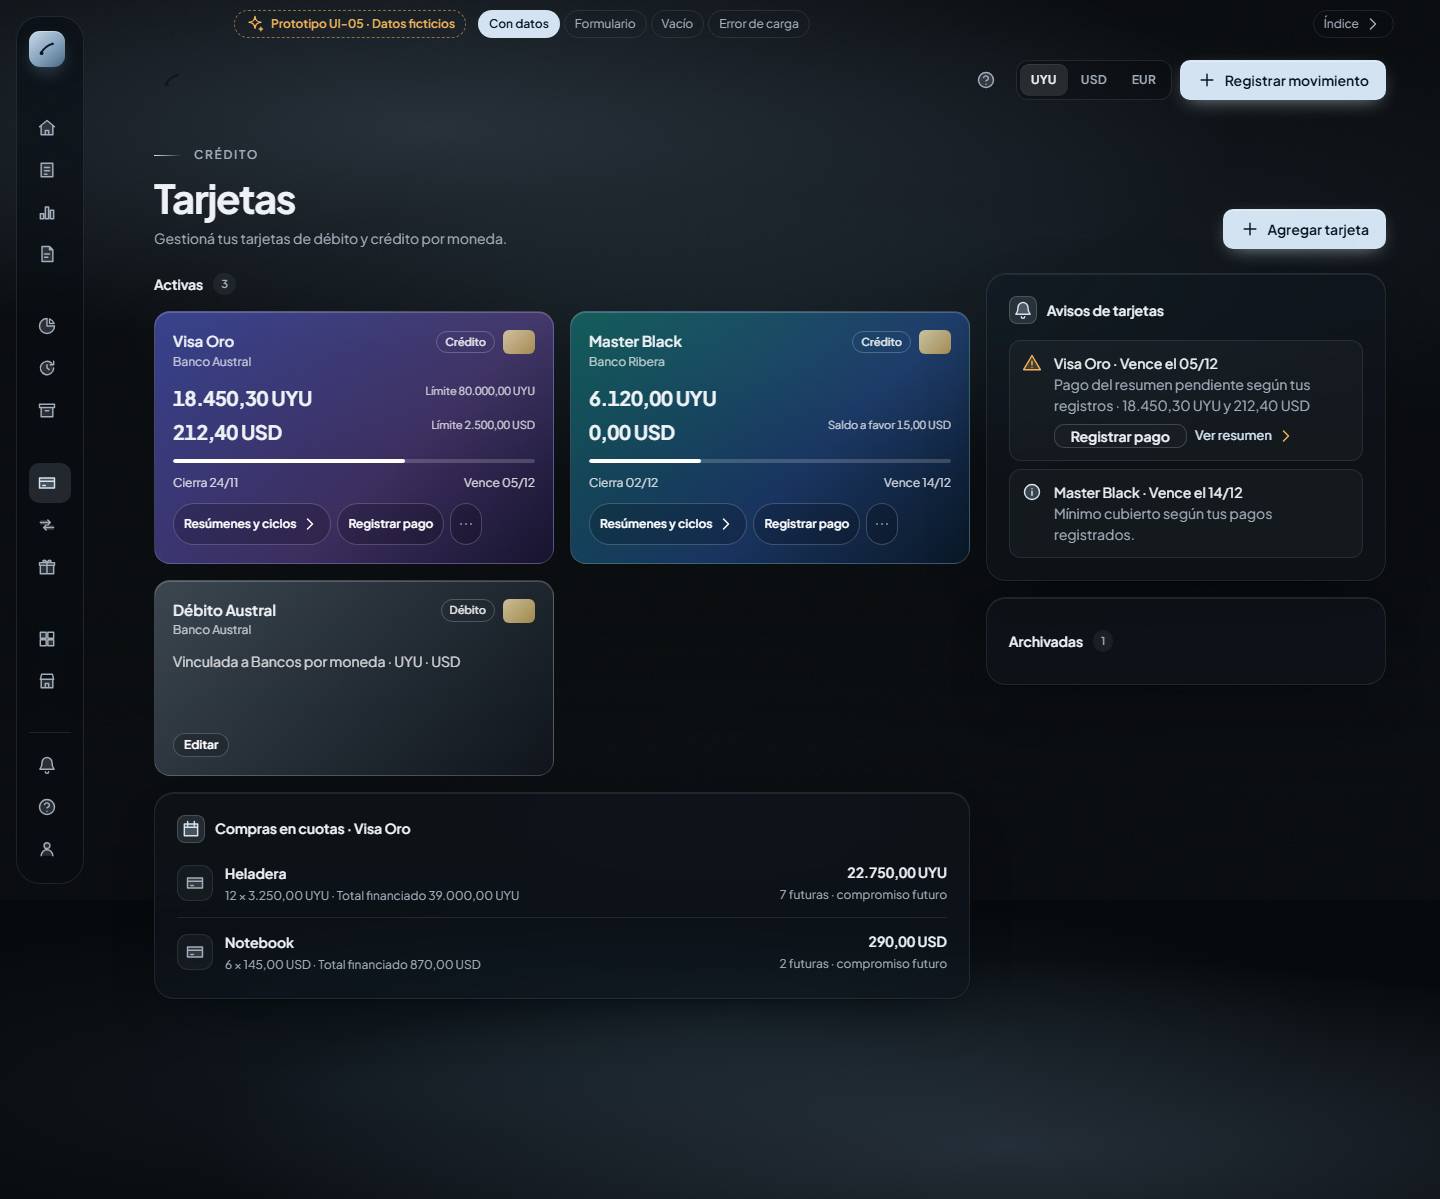 Prototipo UI-05 · Datos ficticios
Con datos
Formulario
Vacío
Error de carga
Índice
UYU
USD
EUR
Registrar movimiento
CRÉDITO
Tarjetas
Gestioná tus tarjetas de débito y crédito por moneda.
Agregar tarjeta
Activas 3
Visa Oro
Crédito
Banco Austral
18.450,30 UYU
Límite 80.000,00 UYU
212,40 USD
Límite 2.500,00 USD
Cierra 24/11
Vence 05/12
Resúmenes y ciclos
Registrar pago
···
Master Black
Crédito
Banco Ribera
6.120,00 UYU
0,00 USD
Saldo a favor 15,00 USD
Cierra 02/12
Vence 14/12
Resúmenes y ciclos
Registrar pago
···
Débito Austral
Débito
Banco Austral
Vinculada a Bancos por moneda · UYU · USD
Editar
Compras en cuotas · Visa Oro
Heladera
22.750,00 UYU
12 × 3.250,00 UYU · Total financiado 39.000,00 UYU
7 futuras · compromiso futuro
Notebook
290,00 USD
6 × 145,00 USD · Total financiado 870,00 USD
2 futuras · compromiso futuro
Avisos de tarjetas
Visa Oro · Vence el 05/12
Pago del resumen pendiente según tus
registros · 18.450,30 UYU y 212,40 USD
Registrar pago
Ver resumen
Master Black · Vence el 14/12
Mínimo cubierto según tus pagos
registrados.
Archivadas 1